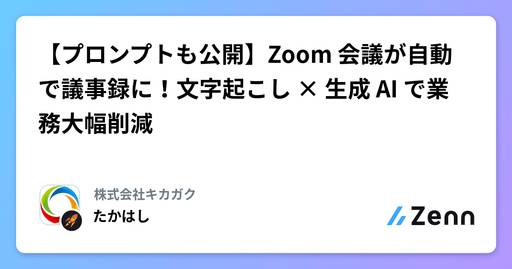 【プロンプトも公開】Zoom 会議が自動
で議事録に！文字起こし × 生成 AI で業
務大幅削減
株式会社キカガク
たかはし
Zenn